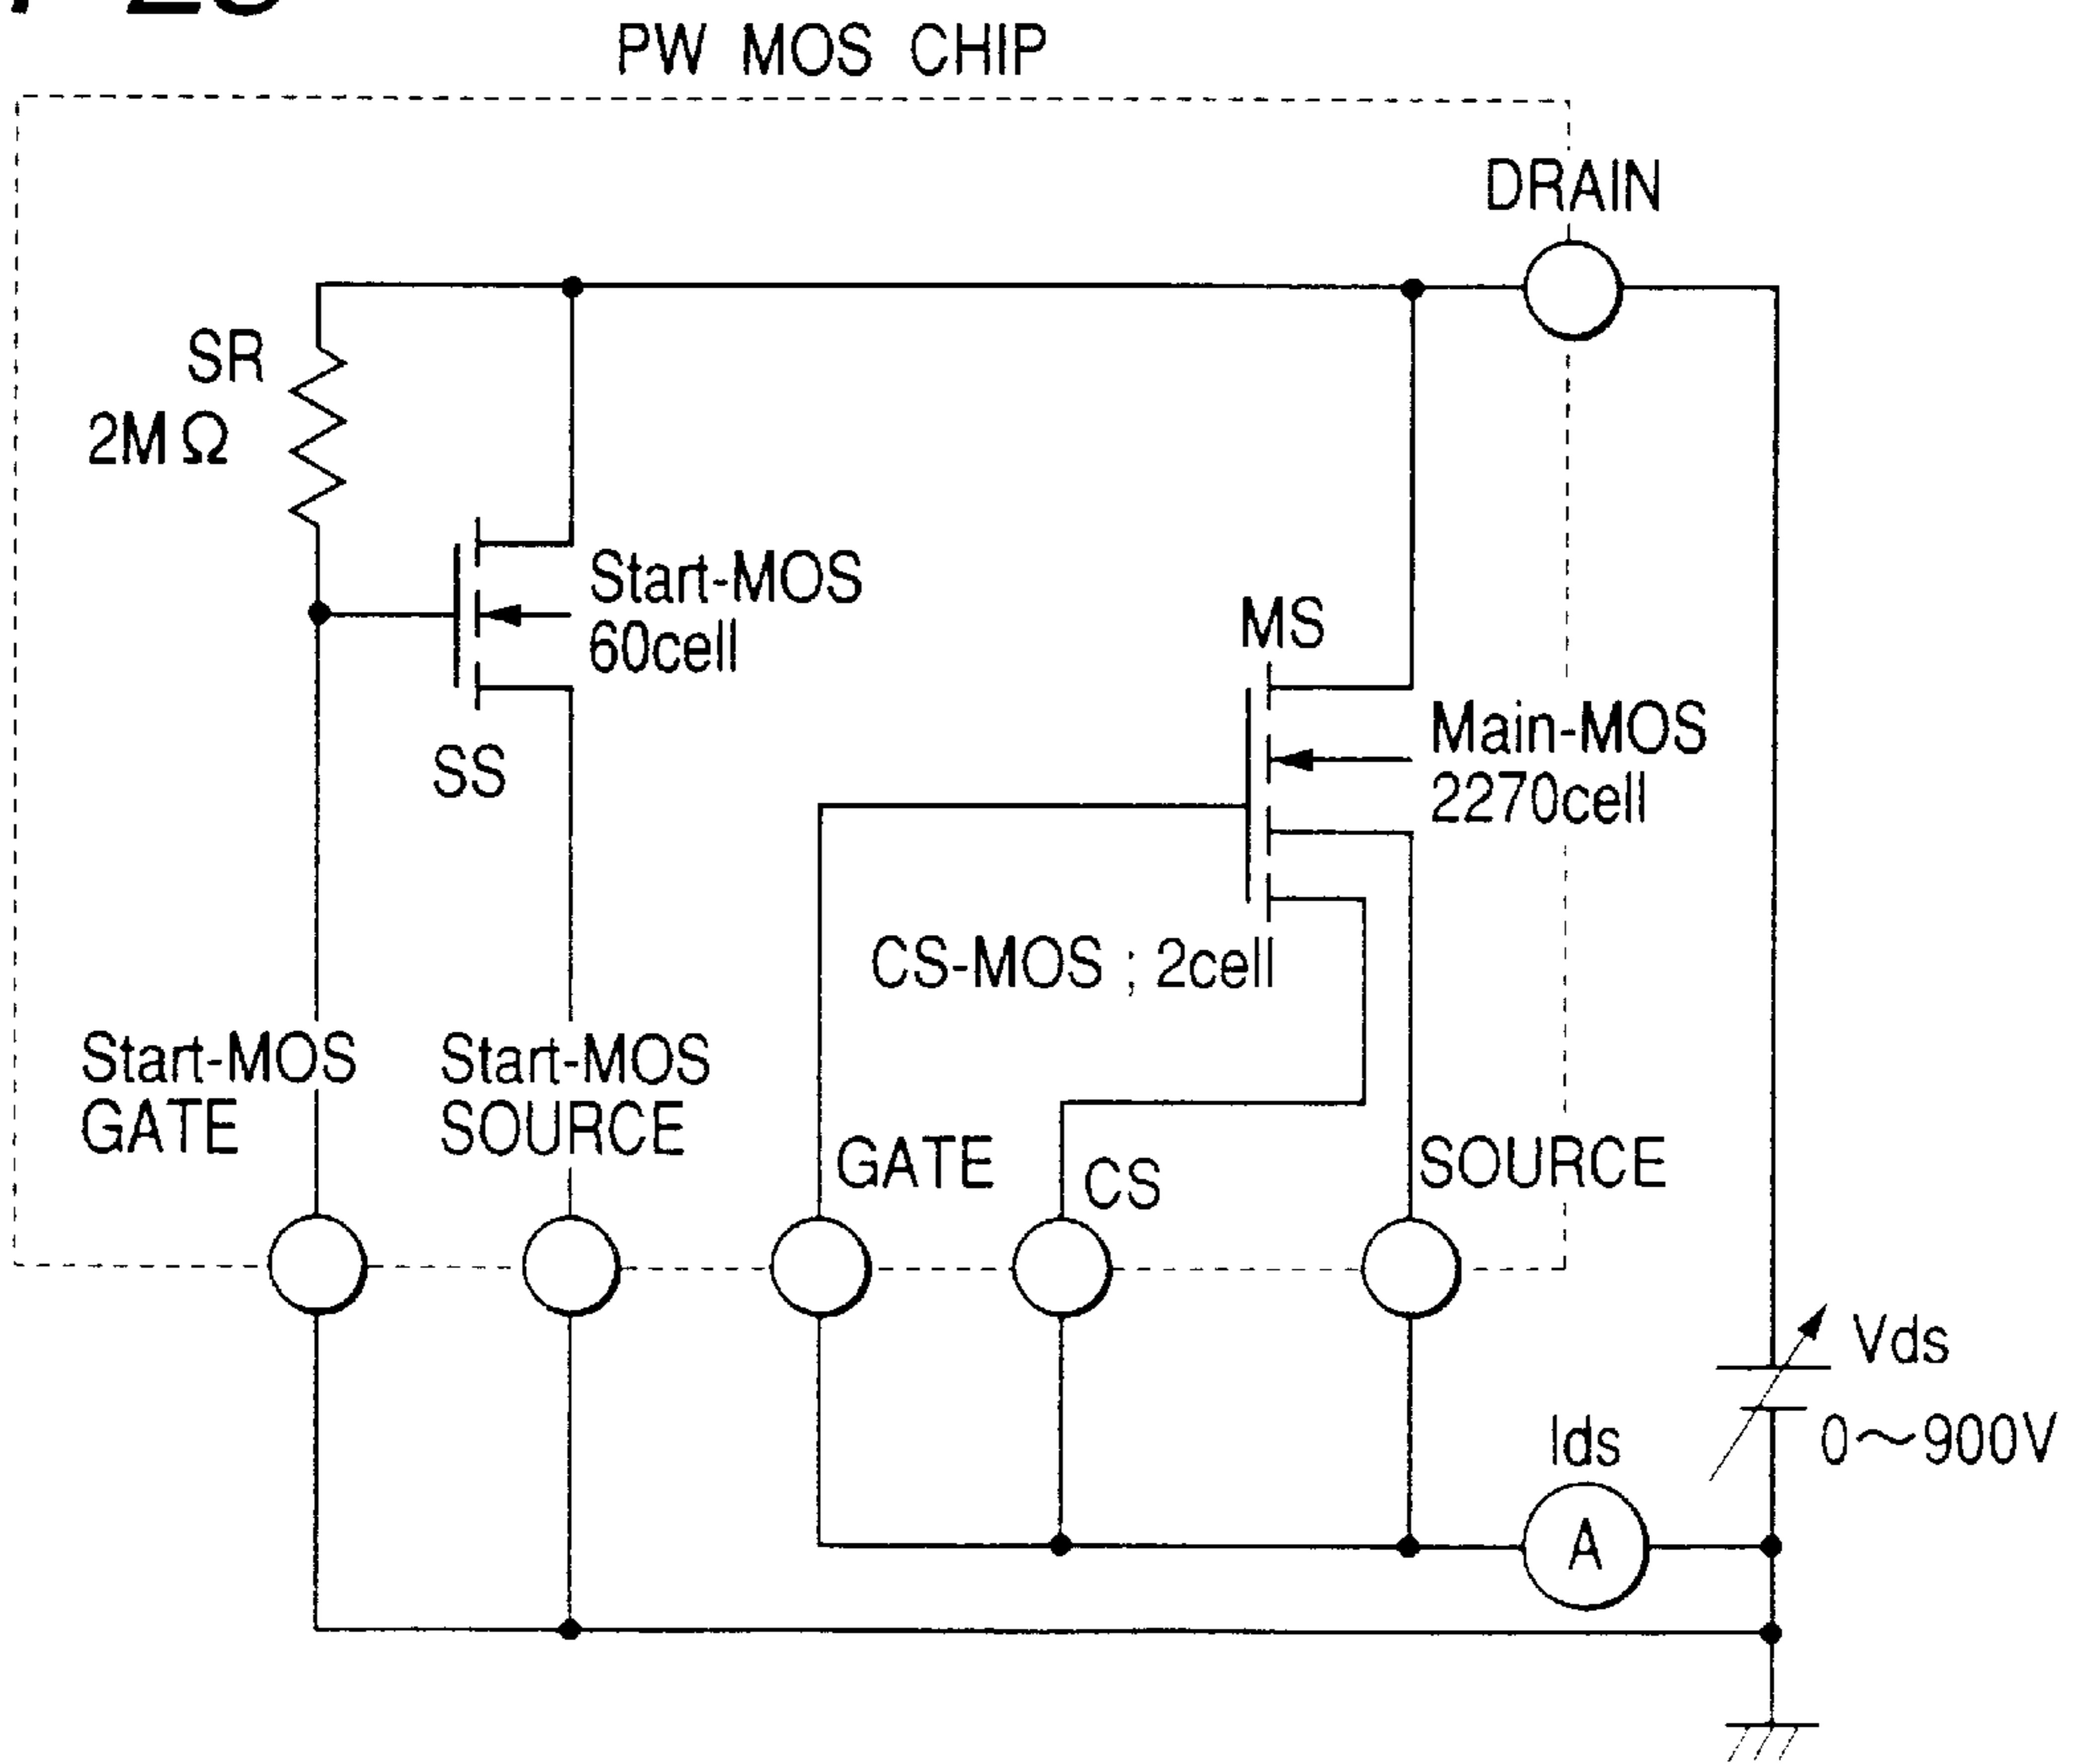 PW MOS CHIP
DRAIN
SR
2MΩ
Start-MOS
60cell
SS
MS
Main-MOS
2270cell
CS-MOS ; 2cell
Start-MOS
GATE
Start-MOS
SOURCE
GATE
CS
SOURCE
Vds
0～900V
Ids
A